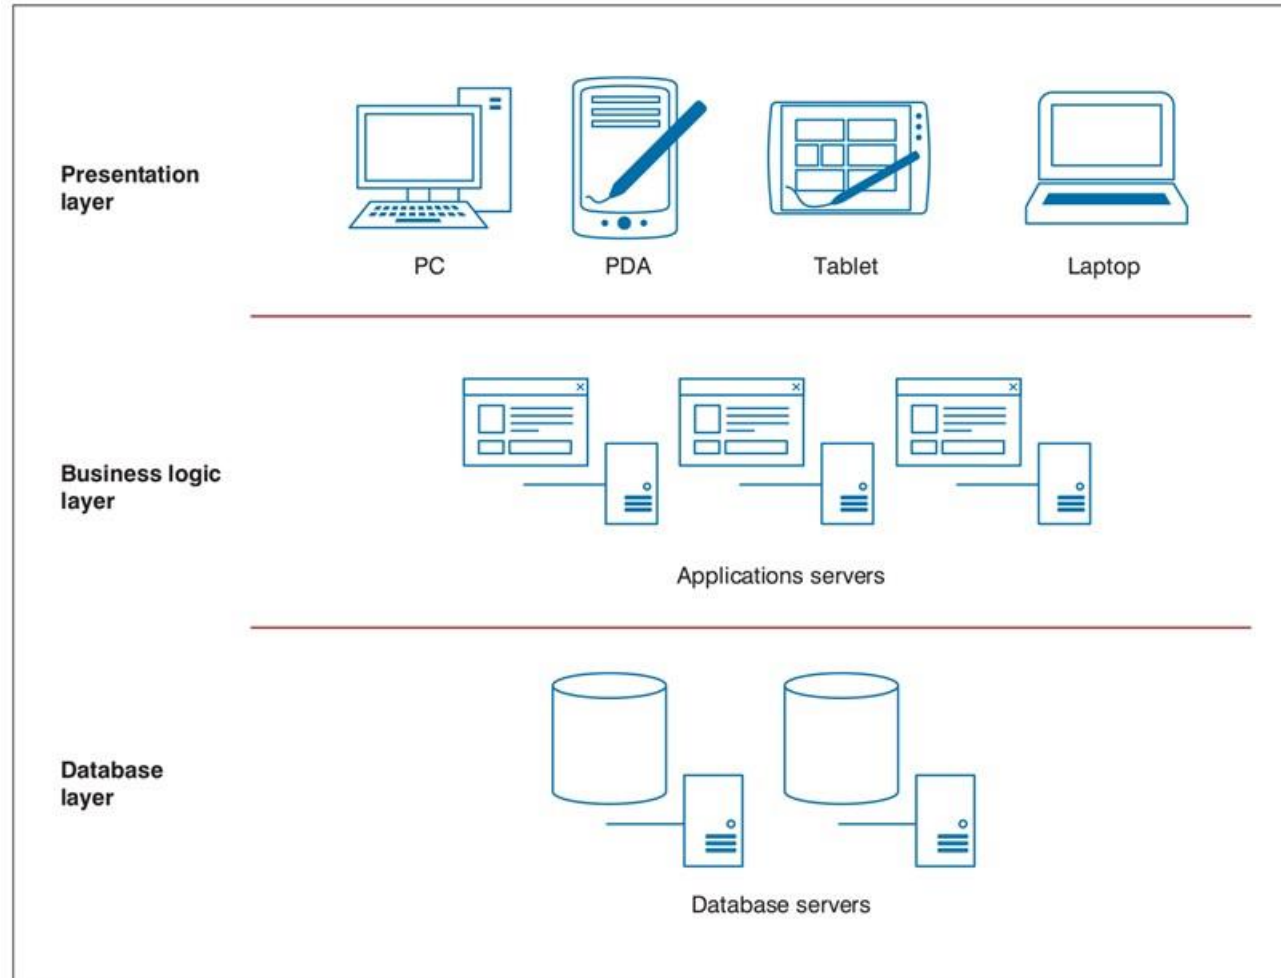 Presentation
layer
PC
PDA
Tablet
Laptop
Business logic
layer
Applications servers
Database
layer
Database servers